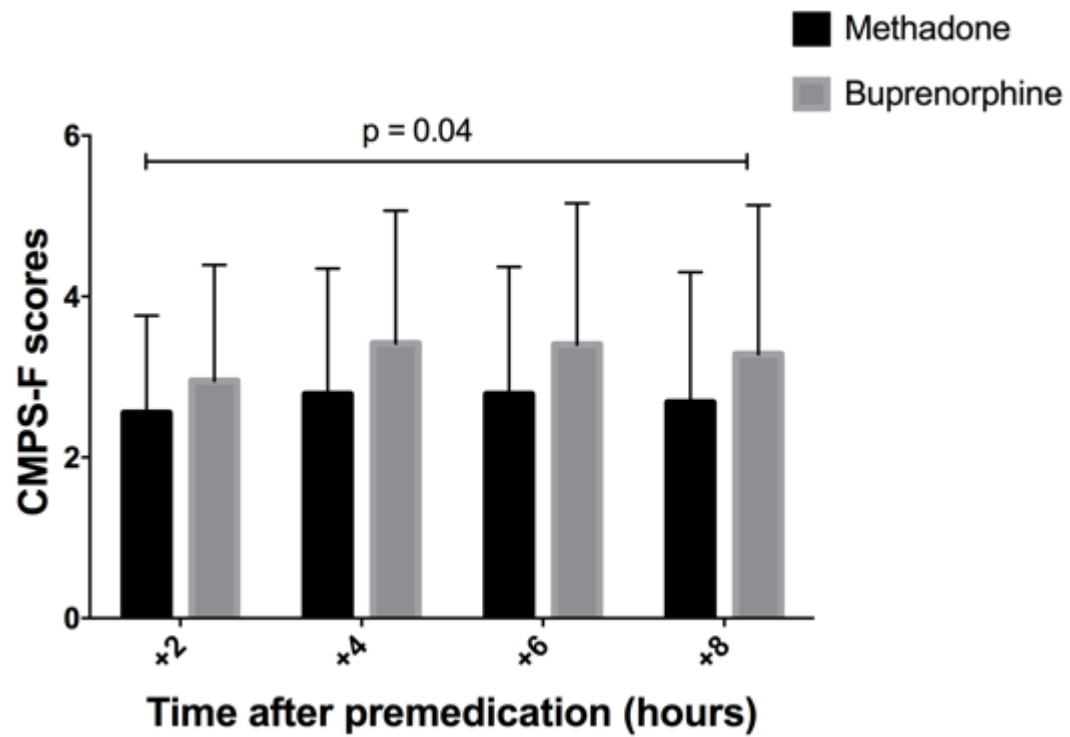 Methadone
Buprenorphine
p = 0.04
6
4
2
0
CMPS-F scores
+2
+4
+6
+8
Time after premedication (hours)